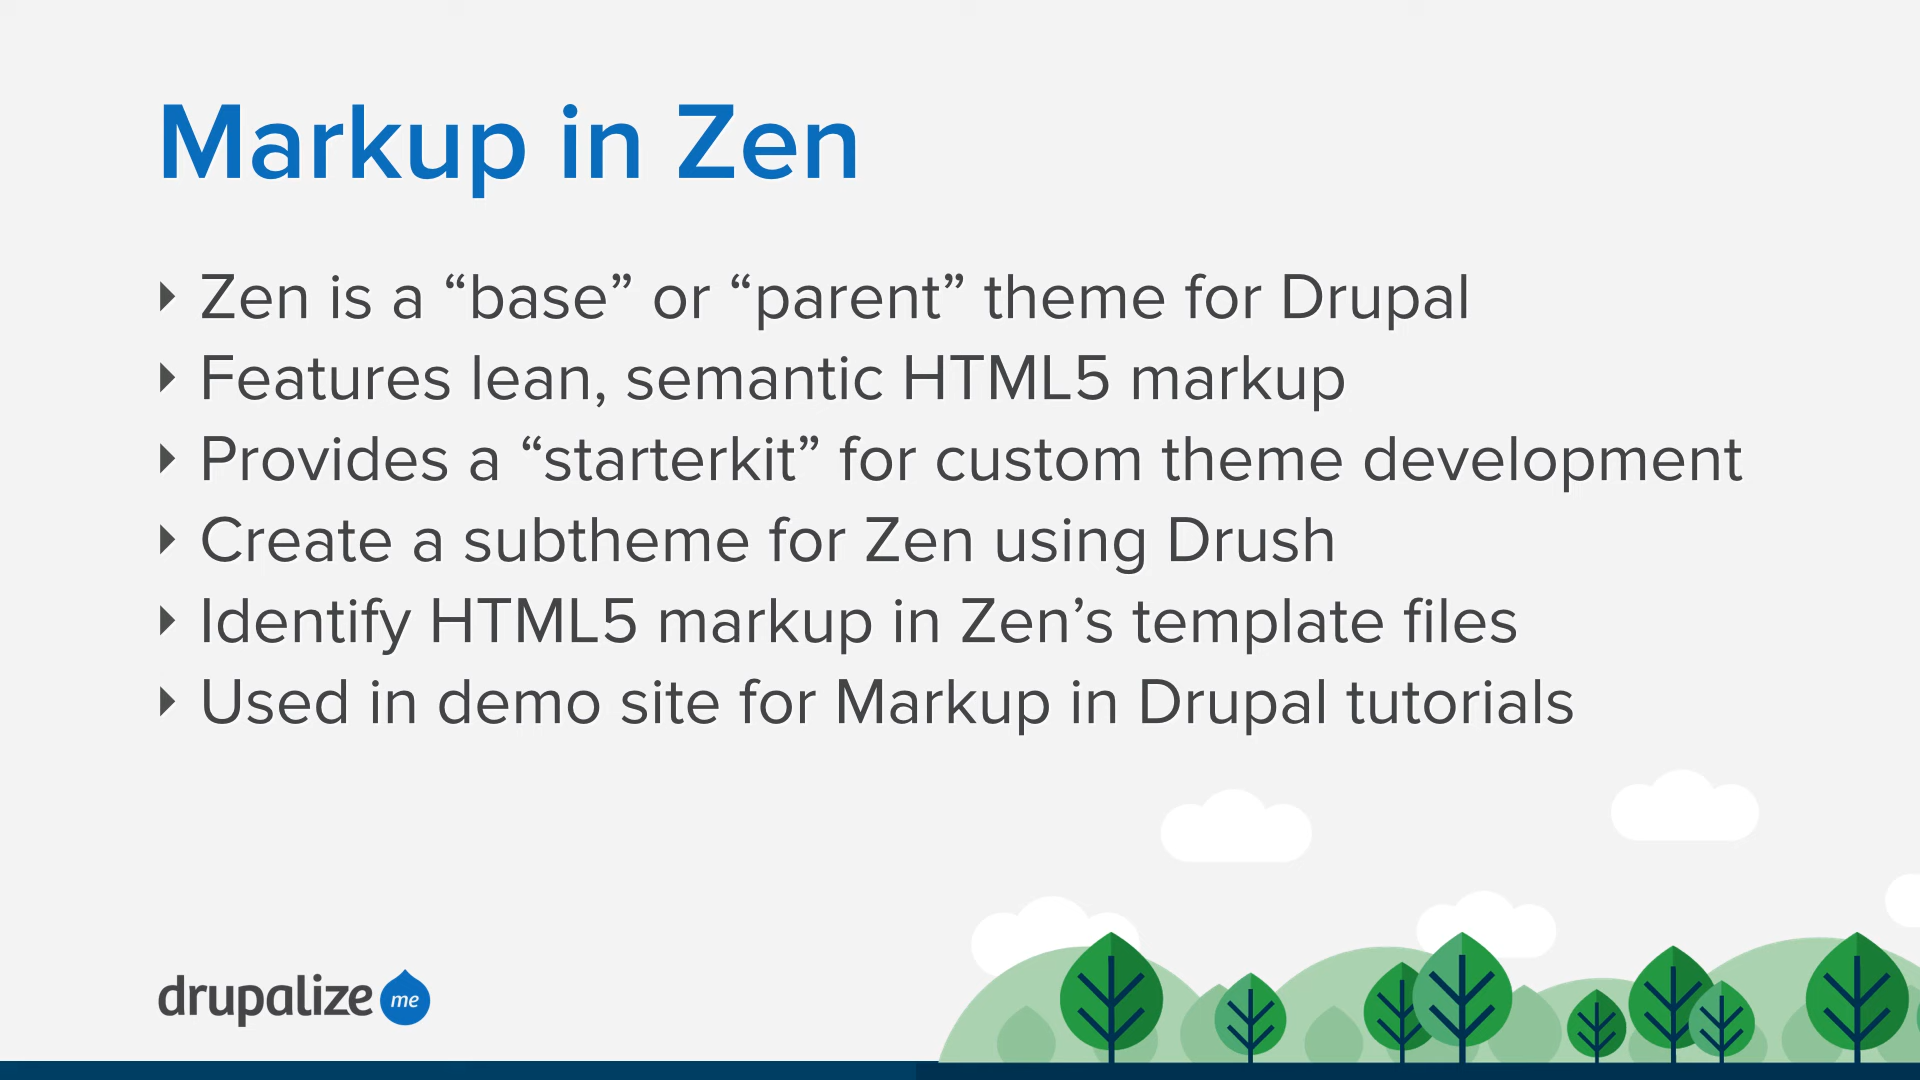 Markup in Zen
Zen is a “base” or “parent” theme for Drupal
Features lean, semantic HTML5 markup
Provides a “starterkit” for custom theme development
Create a subtheme for Zen using Drush
Identify HTML5 markup in Zen’s template files
Used in demo site for Markup in Drupal tutorials
drupalize me